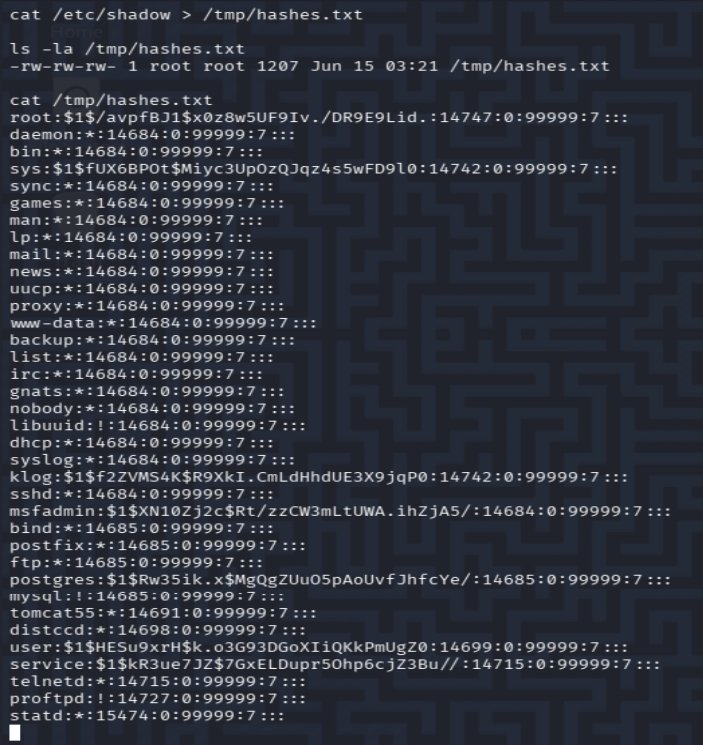 cat /etc/shadow > /tmp/hashes.txt
ls -la /tmp/hashes.txt
-rw-rw-rw- 1 root root 1207 Jun 15 03:21 /tmp/hashes.txt
cat /tmp/hashes.txt
root:$1$/avpfBJ1$x0z8w5UF9Iv./DR9E9Lid.:14747:0:99999:7:::
daemon:*:14684:0:99999:7:::
bin:*:14684:0:99999:7:::
sys:$1$fUX6BPOt$Miyc3UpOzQJqz4s5wFD9l0:14742:0:99999:7:::
sync:*:14684:0:99999:7:::
games:*:14684:0:99999:7:::
man:*:14684:0:99999:7:::
lp:*:14684:0:99999:7:::
mail:*:14684:0:99999:7:::
news:*:14684:0:99999:7:::
uucp:*:14684:0:99999:7:::
proxy:*:14684:0:99999:7:::
www-data:*:14684:0:99999:7:::
backup:*:14684:0:99999:7:::
list:*:14684:0:99999:7:::
irc:*:14684:0:99999:7:::
gnats:*:14684:0:99999:7:::
nobody:*:14684:0:99999:7:::
libuuid:!:14684:0:99999:7:::
dhcp:*:14684:0:99999:7:::
syslog:*:14684:0:99999:7:::
klog:$1$f2ZVMS4K$R9XkI.CmLdHhdUE3X9jqP0:14742:0:99999:7:::
sshd:*:14684:0:99999:7:::
msfadmin:$1$XN10Zj2c$Rt/zzCW3mLtUWA.ihZjA5/:14684:0:99999:7:::
bind:*:14685:0:99999:7:::
postfix:*:14685:0:99999:7:::
ftp:*:14685:0:99999:7:::
postgres:$1$Rw35ik.x$MgQgZUuO5pAoUvfJhfcYe/:14685:0:99999:7:::
mysql:!:14685:0:99999:7:::
tomcat55:*:14691:0:99999:7:::
distccd:*:14698:0:99999:7:::
user:$1$HESu9xrH$k.o3G93DGoXIiQKkPmUgZ0:14699:0:99999:7:::
service:$1$kR3ue7JZ$7GxELDupr5Ohp6cjZ3Bu//:14715:0:99999:7:::
telnetd:*:14715:0:99999:7:::
proftpd:!:14727:0:99999:7:::
statd:*:15474:0:99999:7:::
Home